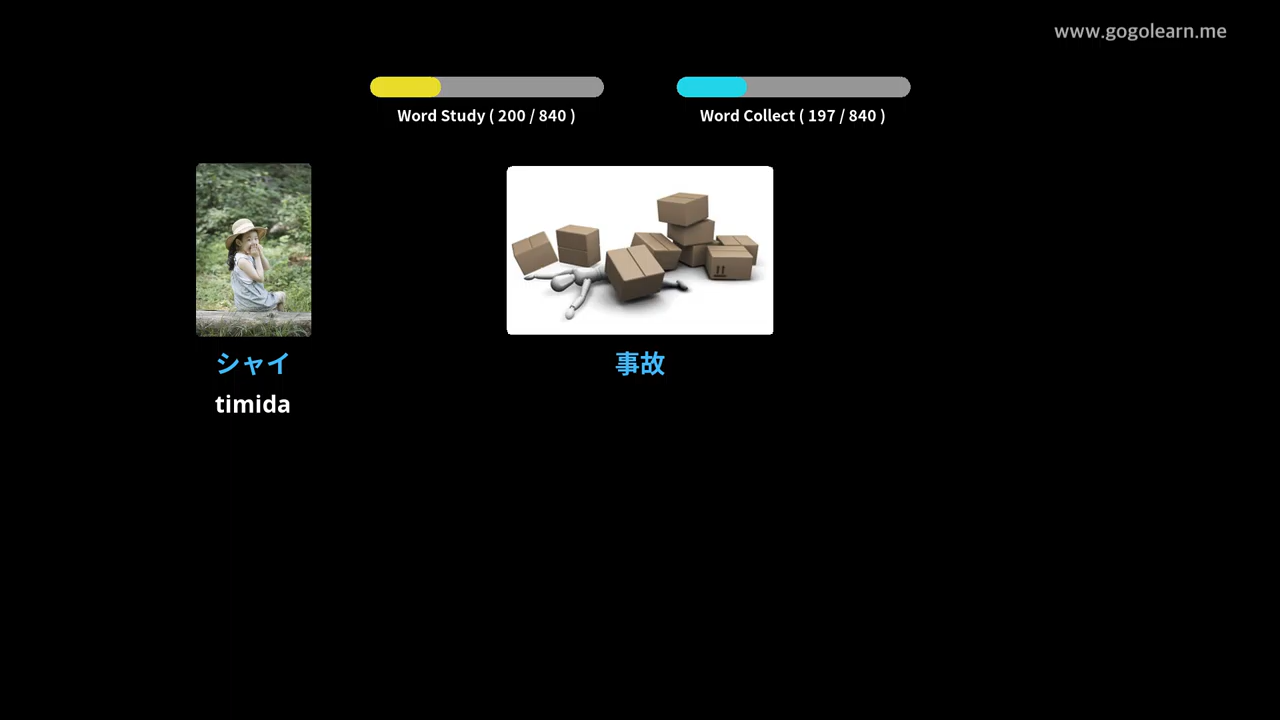 www.gogolearn.me
Word Study ( 200 / 840 )
Word Collect ( 197 / 840 )
シャイ
timida
事故